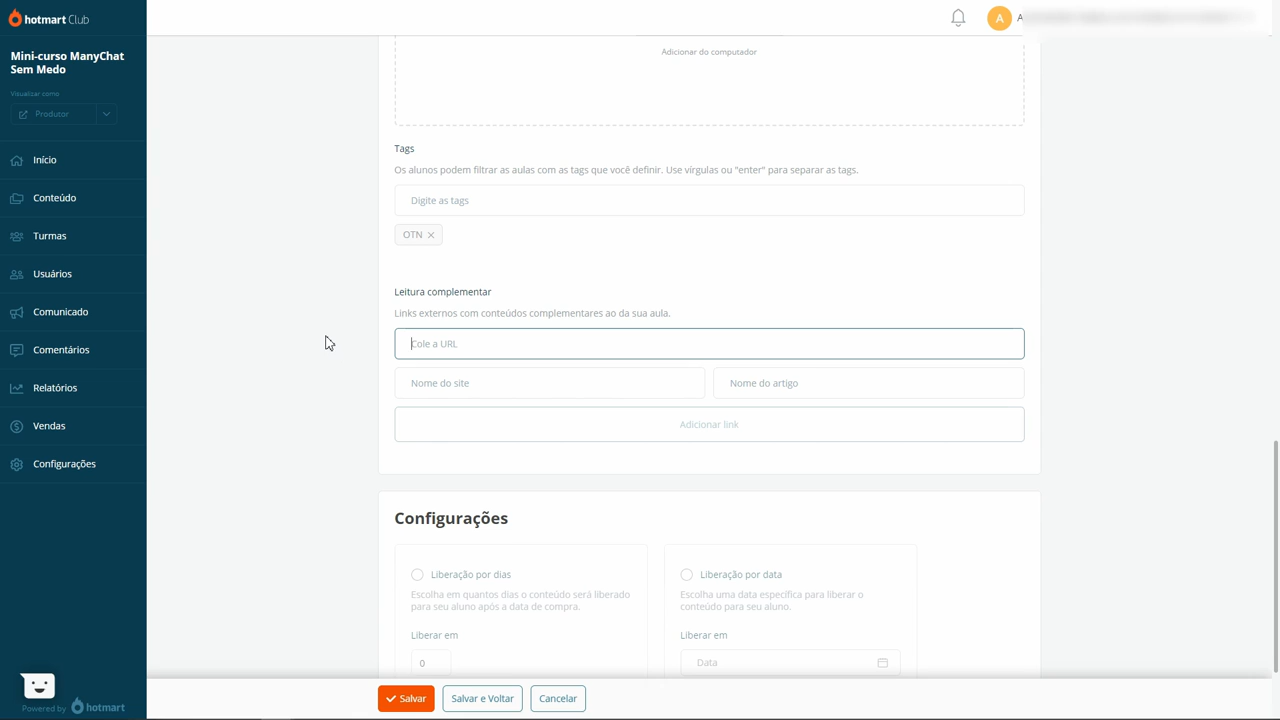 hotmart Club
A
A
Mini-curso ManyChat
Sem Medo
Visualizar como
Produtor
Início
Conteúdo
Turmas
Usuários
Comunicado
Comentários
Relatórios
Vendas
Configurações
Powered by hotmart
Adicionar do computador
Tags
Os alunos podem filtrar as aulas com as tags que você definir. Use vírgulas ou "enter" para separar as tags.
Digite as tags
OTN
Leitura complementar
Links externos com conteúdos complementares ao da sua aula.
Cole a URL
Nome do site
Nome do artigo
Adicionar link
Configurações
Liberação por dias
Escolha em quantos dias o conteúdo será liberado
para seu aluno após a data de compra.
Liberar em
0
Liberação por data
Escolha uma data específica para liberar o
conteúdo para seu aluno.
Liberar em
Data
Salvar
Salvar e Voltar
Cancelar